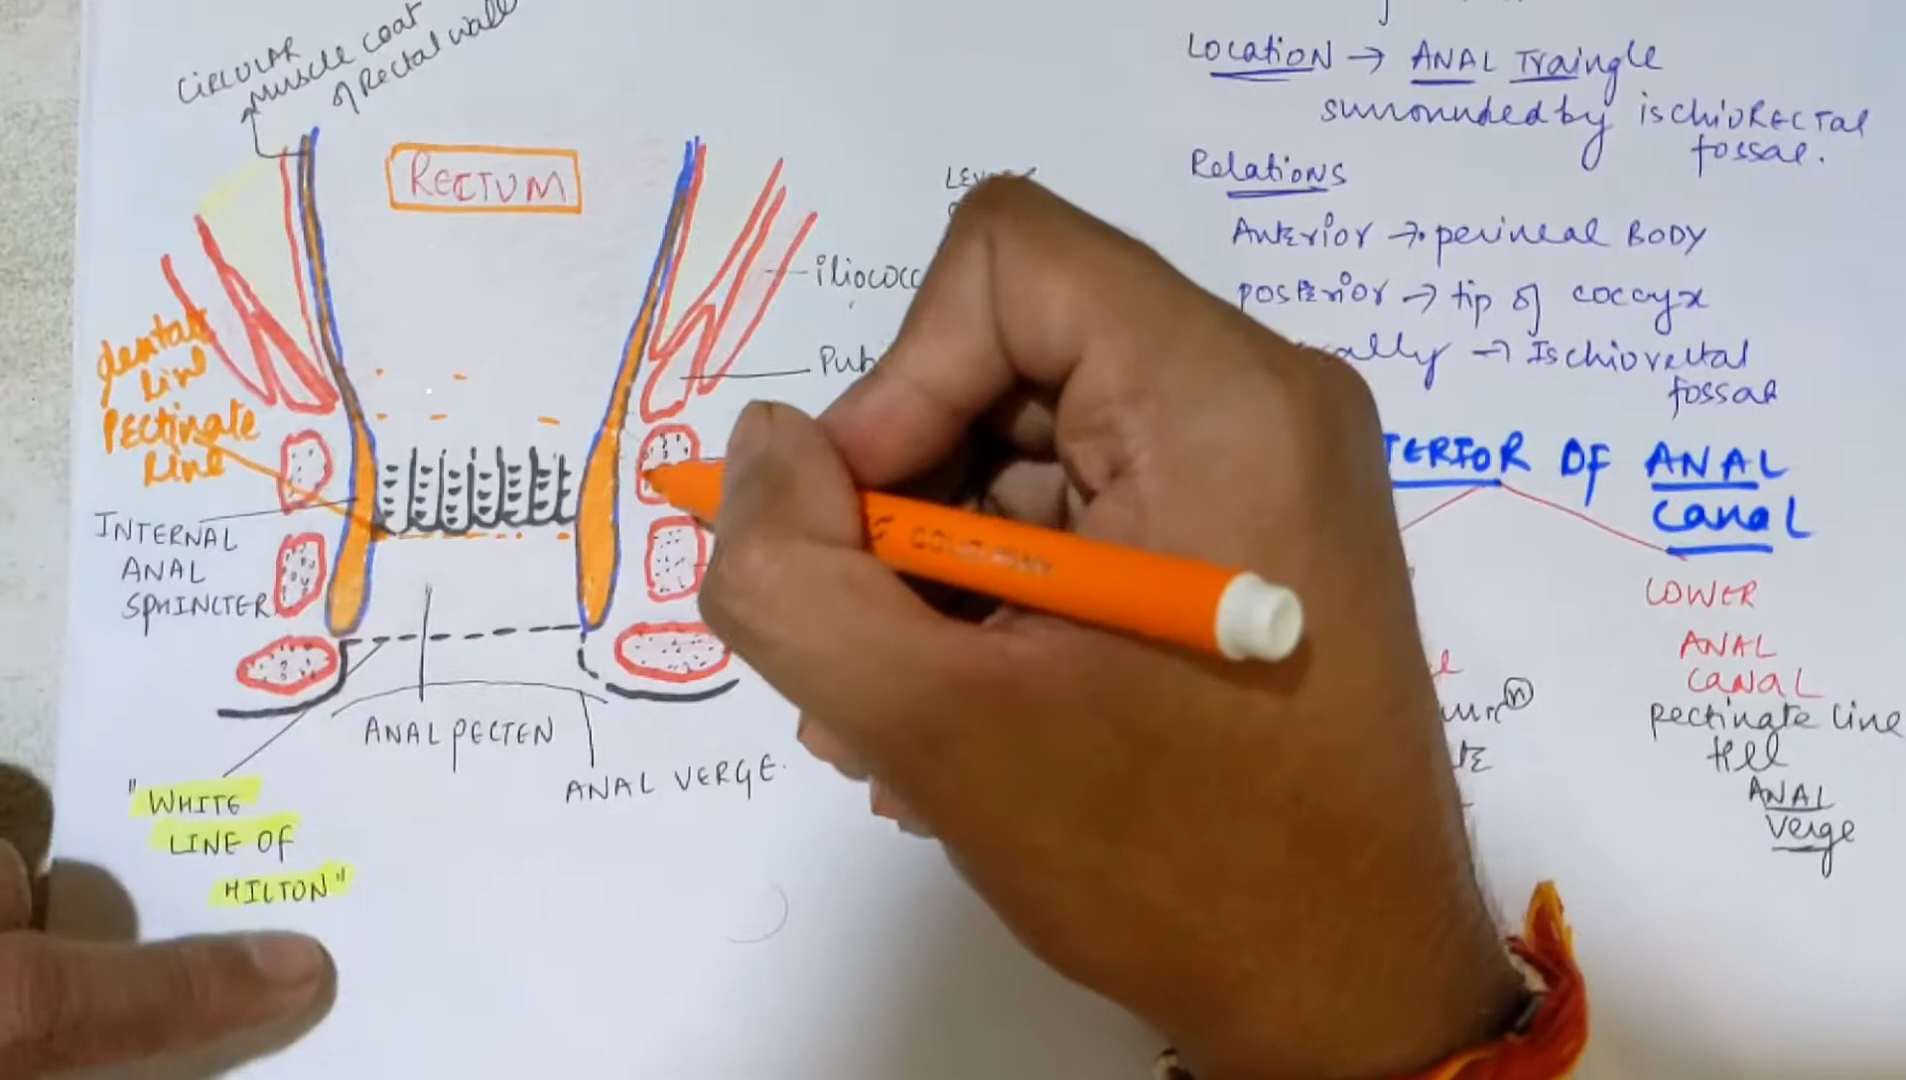 CIRCULAR
Muscle coat
of Rectal wall
RECTUM
iliococc
Pub
dentate
Line
Pectinate
Line
INTERNAL
ANAL
SPHINCTER
ANAL PECTEN
ANAL VERGE.
"WHITE
LINE OF
HILTON"
Location → ANAL Traingle
surrounded by ischioRECTal
fossae.
Relations
Anterior → perineal BODY
posterior → tip of coccyx
ally → Ischiorectal
fossae
TERIOR OF ANAL
canal
LOWER
ANAL
canal
Pectinate line
till
ANAL
Verge